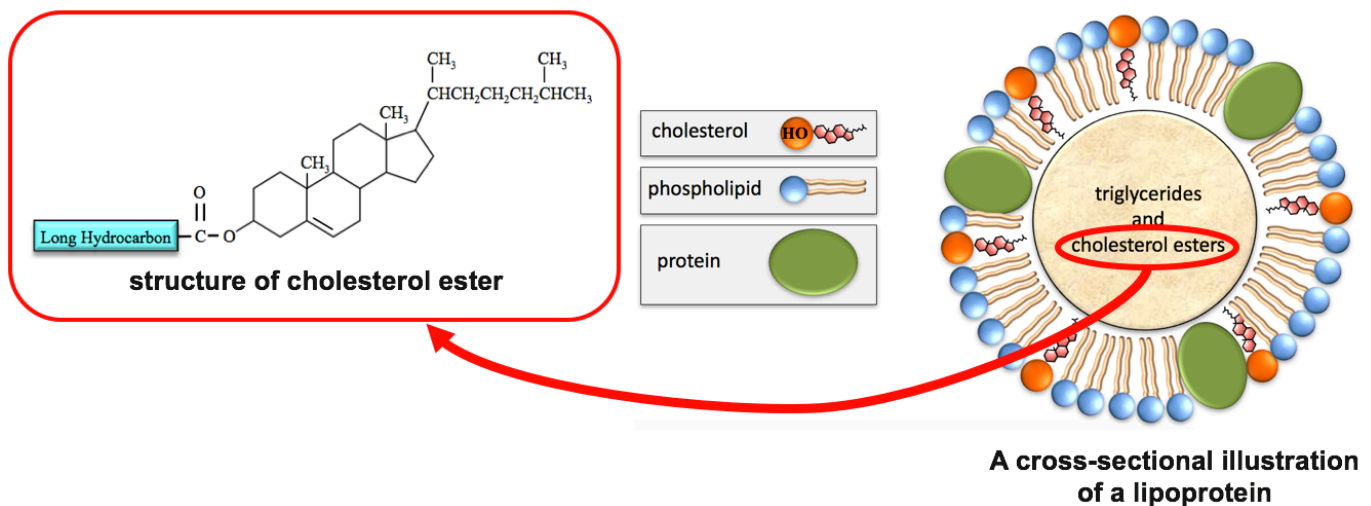 CH₃
CH₃
CHCH₂CH₂CH₂CHCH₃
CH₃
CH₃
O
Long Hydrocarbon
C
O
structure of cholesterol ester
cholesterol
HO
phospholipid
protein
triglycerides
and
cholesterol esters
A cross-sectional illustration
of a lipoprotein